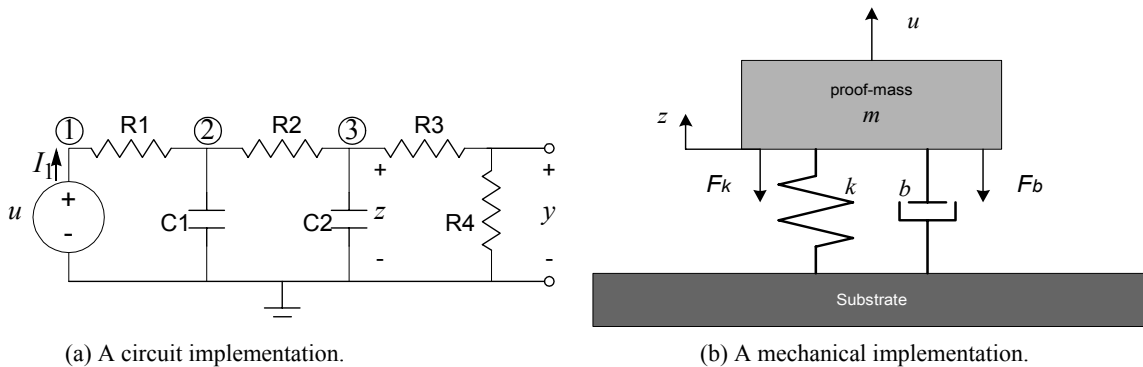 1
R1
2
R2
3
R3
I1
+
+
+
u
-
C1
C2
z
R4
y
-
-
(a) A circuit implementation.
u
proof-mass
m
z
Fk
k
b
Fb
Substrate
(b) A mechanical implementation.